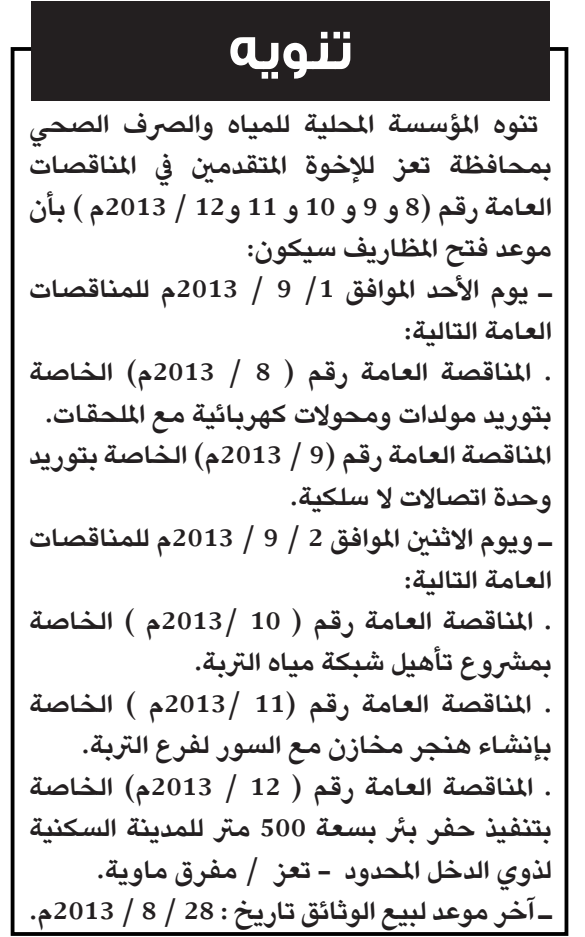 تنويه
تنوه المؤسسة المحلية للمياه والصرف الصحي
بمحافظة تعز للإخوة المتقدمين في المناقصات
العامة رقم (8 و 9 و 10 و 11 و12 / 2013م ) بأن
موعد فتح المظاريف سيكون:
ـ يوم الأحد الموافق 1/ 9 / 2013م للمناقصات
العامة التالية:
. المناقصة العامة رقم ( 8 / 2013م) الخاصة
بتوريد مولدات ومحولات كهربائية مع الملحقات.
المناقصة العامة رقم (9 / 2013م) الخاصة بتوريد
وحدة اتصالات لا سلكية.
ـ ويوم الاثنين الموافق 2 / 9 / 2013م للمناقصات
العامة التالية:
. المناقصة العامة رقم ( 10 /2013م ) الخاصة
بمشروع تأهيل شبكة مياه التربة.
. المناقصة العامة رقم (11 /2013م ) الخاصة
بإنشاء هنجر مخازن مع السور لفرع التربة.
. المناقصة العامة رقم ( 12 / 2013م) الخاصة
بتنفيذ حفر بئر بسعة 500 متر للمدينة السكنية
لذوي الدخل المحدود - تعز / مفرق ماوية.
ـ آخر موعد لبيع الوثائق تاريخ : 28 / 8 / 2013م.